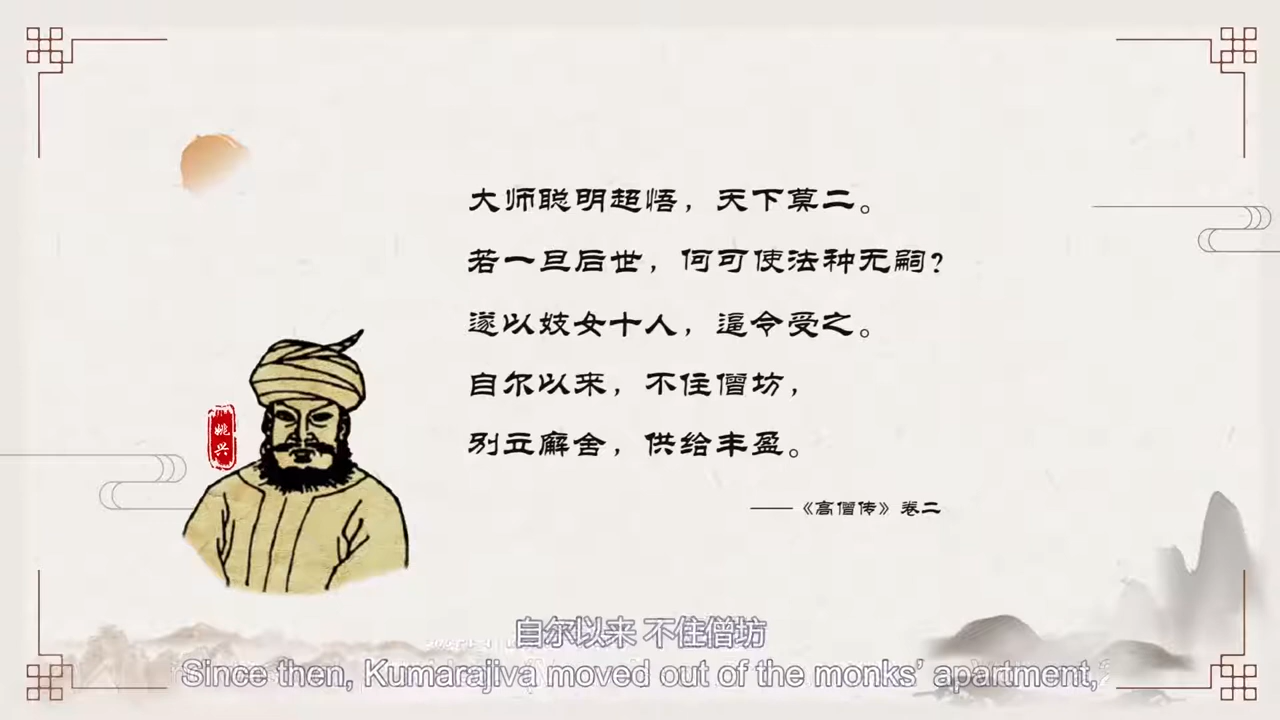 大师聪明超悟，天下莫二。
若一旦后世，何可使法种无嗣？
遂以妓女十人，逼令受之。
自尔以来，不住僧坊，
别立廨舍，供给丰盈。
——《高僧传》卷二
姚兴
自尔以来 不住僧坊
Since then, Kumarajiva moved out of the monks' apartment,